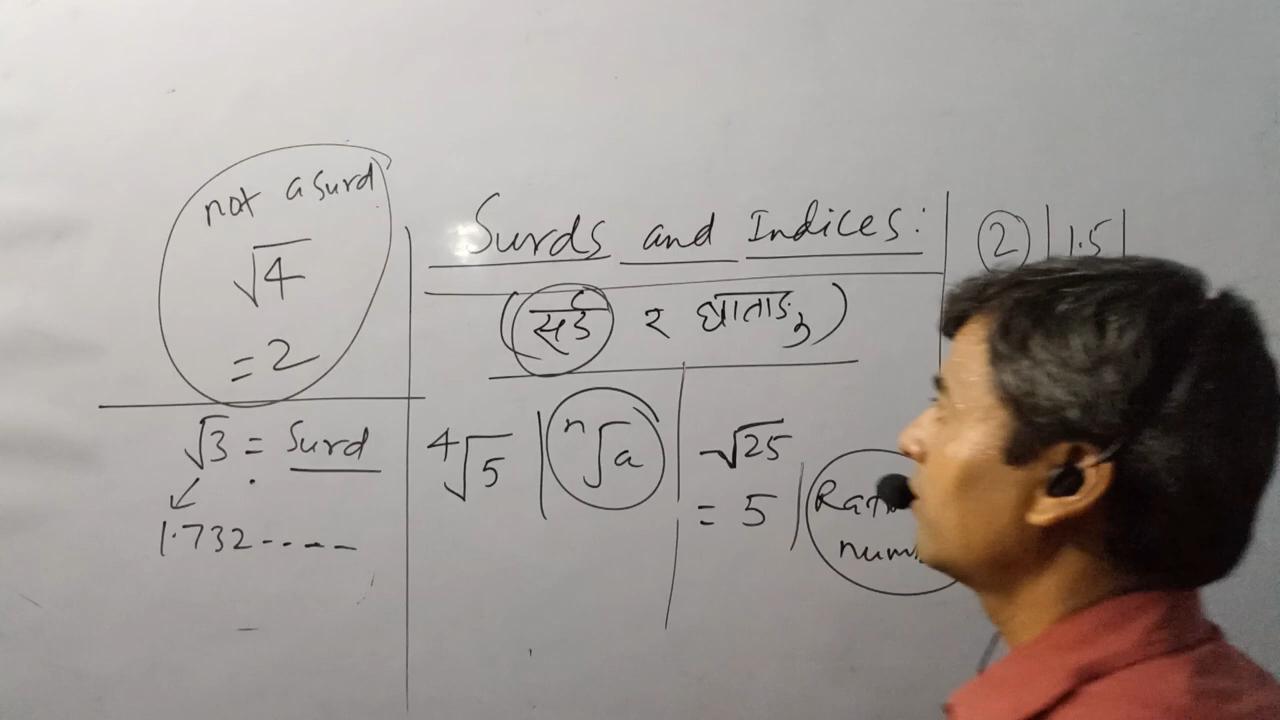 not a surd
√4
= 2
Surds and Indices:
(सर्ड र घाताङ्क)
2 | 1.5 |
√3 = Surd
1.732----
⁴√5 | ⁿ√a
√25
= 5